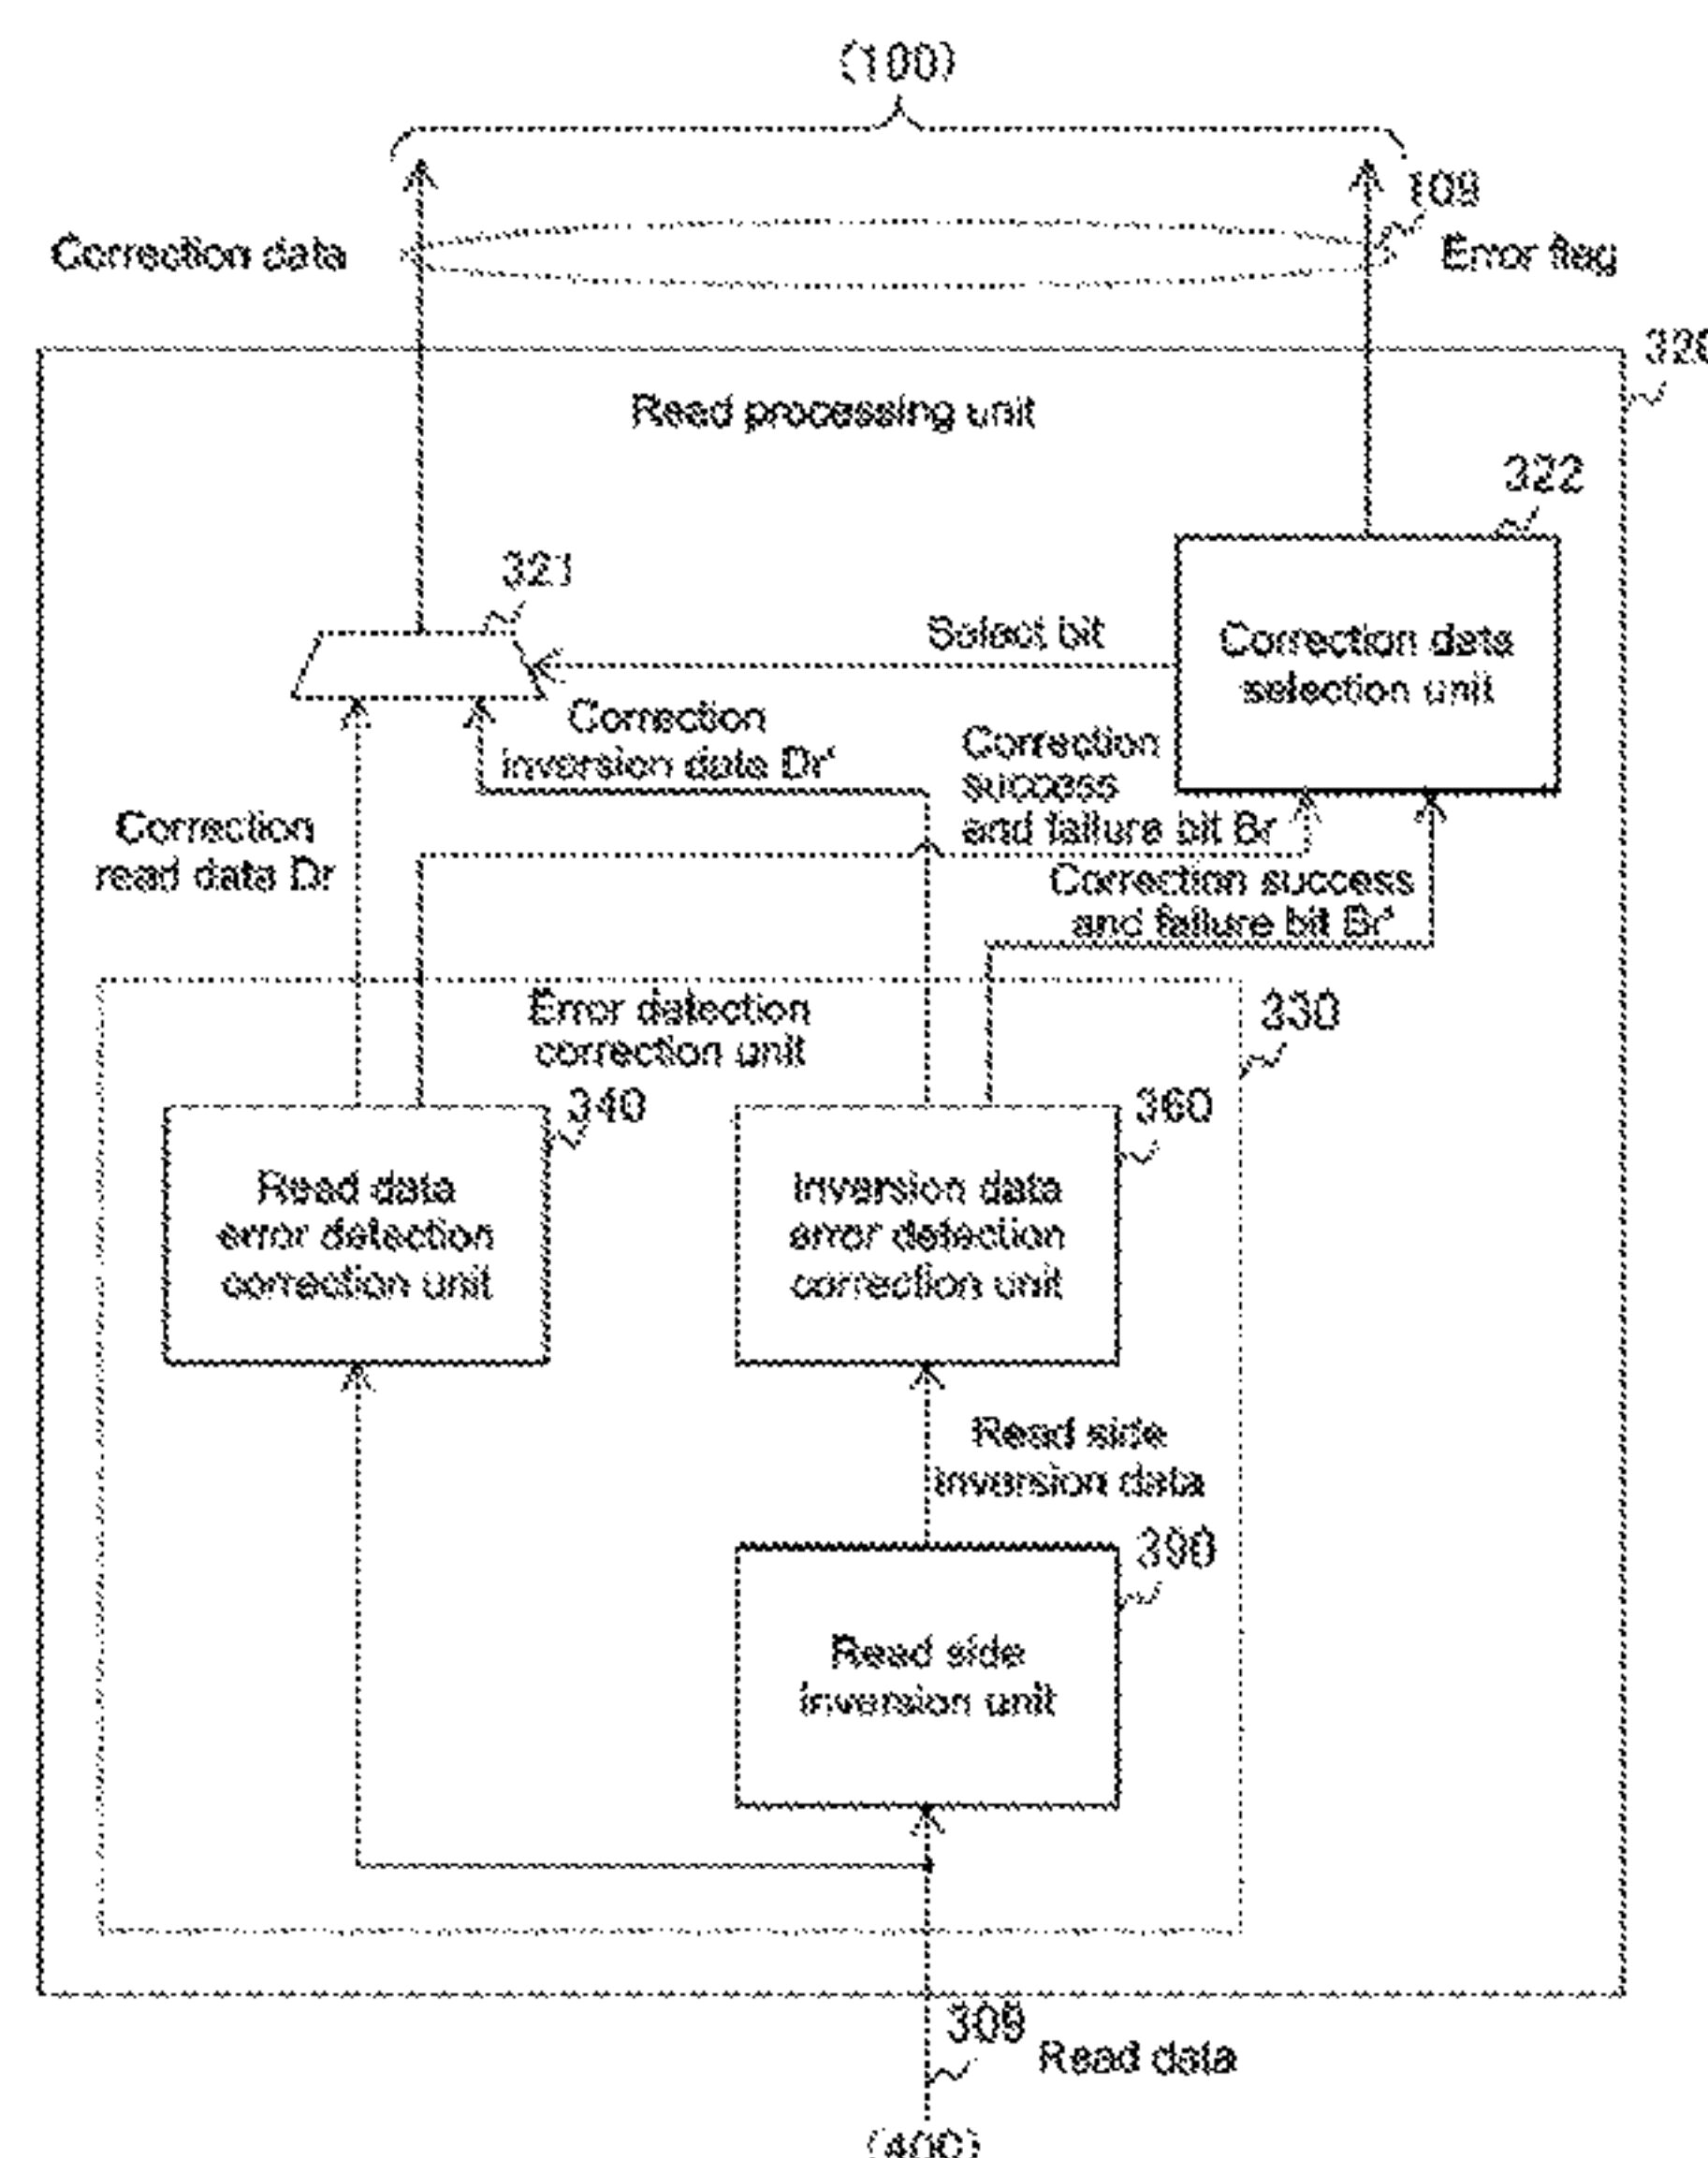 (100)
109
Correction data
Error flag
320
Read processing unit
322
321
Select bit
Correction data
selection unit
Correction
inversion data Dr'
Correction
success
and failure bit Br
Correction
read data Dr
Correction success
and failure bit Br'
Error detection
correction unit
330
340
360
Read data
error detection
correction unit
Inversion data
error detection
correction unit
Read side
inversion data
390
Read side
inversion unit
309
Read data
(400)